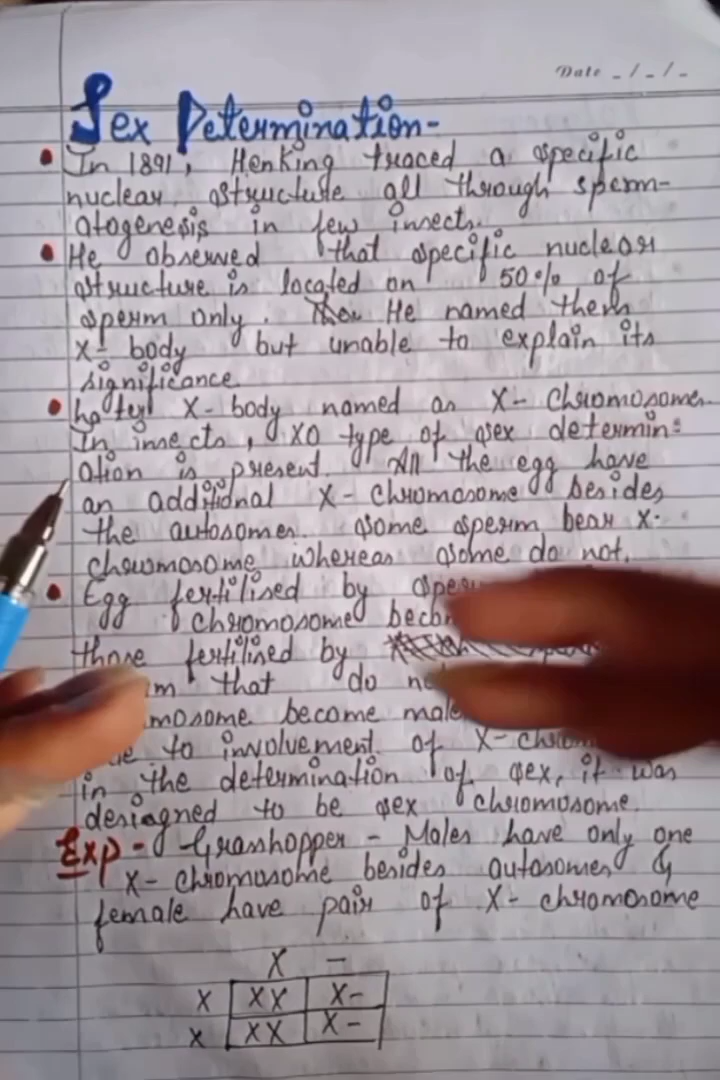 Date _ / _ / _
Sex Determination-
In 1891, Henking traced a specific
nuclear structure all through sperm-
atogenesis in few insects.
He observed that specific nuclear
structure is located on 50% of
sperm only. He named them
X- body but unable to explain its
significance
Later X-body named as X- Chromosome
In insects, XO type of sex determin-
ation is present. All the egg have
an additional X-chromosome besides
the autosomes. Some sperm bear X-
chromosome whereas some do not.
Egg fertilised by
chromosome
those fertilised by
that do
become
to involvement of X-
in the determination of sex, it was
designed to be sex chromosome.
Exp- Grasshopper - Males have only one
X- chromosome besides autosomes &
female have pair of X- chromosome
X -
X XX X-
X XX X-